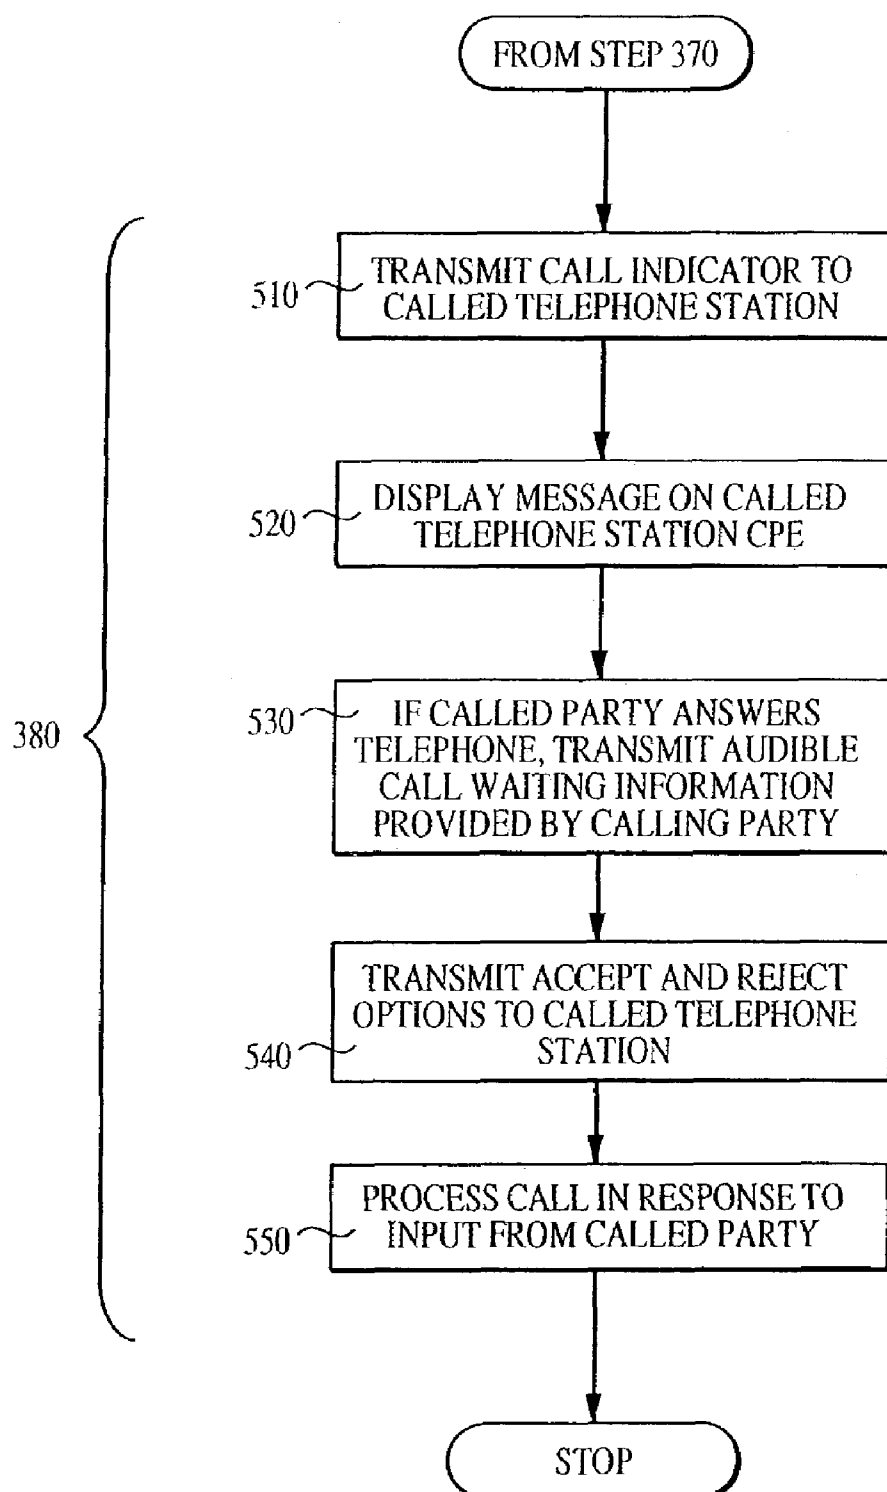 FROM STEP 370
510
TRANSMIT CALL INDICATOR TO
CALLED TELEPHONE STATION
520
DISPLAY MESSAGE ON CALLED
TELEPHONE STATION CPE
380
530
IF CALLED PARTY ANSWERS
TELEPHONE, TRANSMIT AUDIBLE
CALL WAITING INFORMATION
PROVIDED BY CALLING PARTY
540
TRANSMIT ACCEPT AND REJECT
OPTIONS TO CALLED TELEPHONE
STATION
550
PROCESS CALL IN RESPONSE TO
INPUT FROM CALLED PARTY
STOP